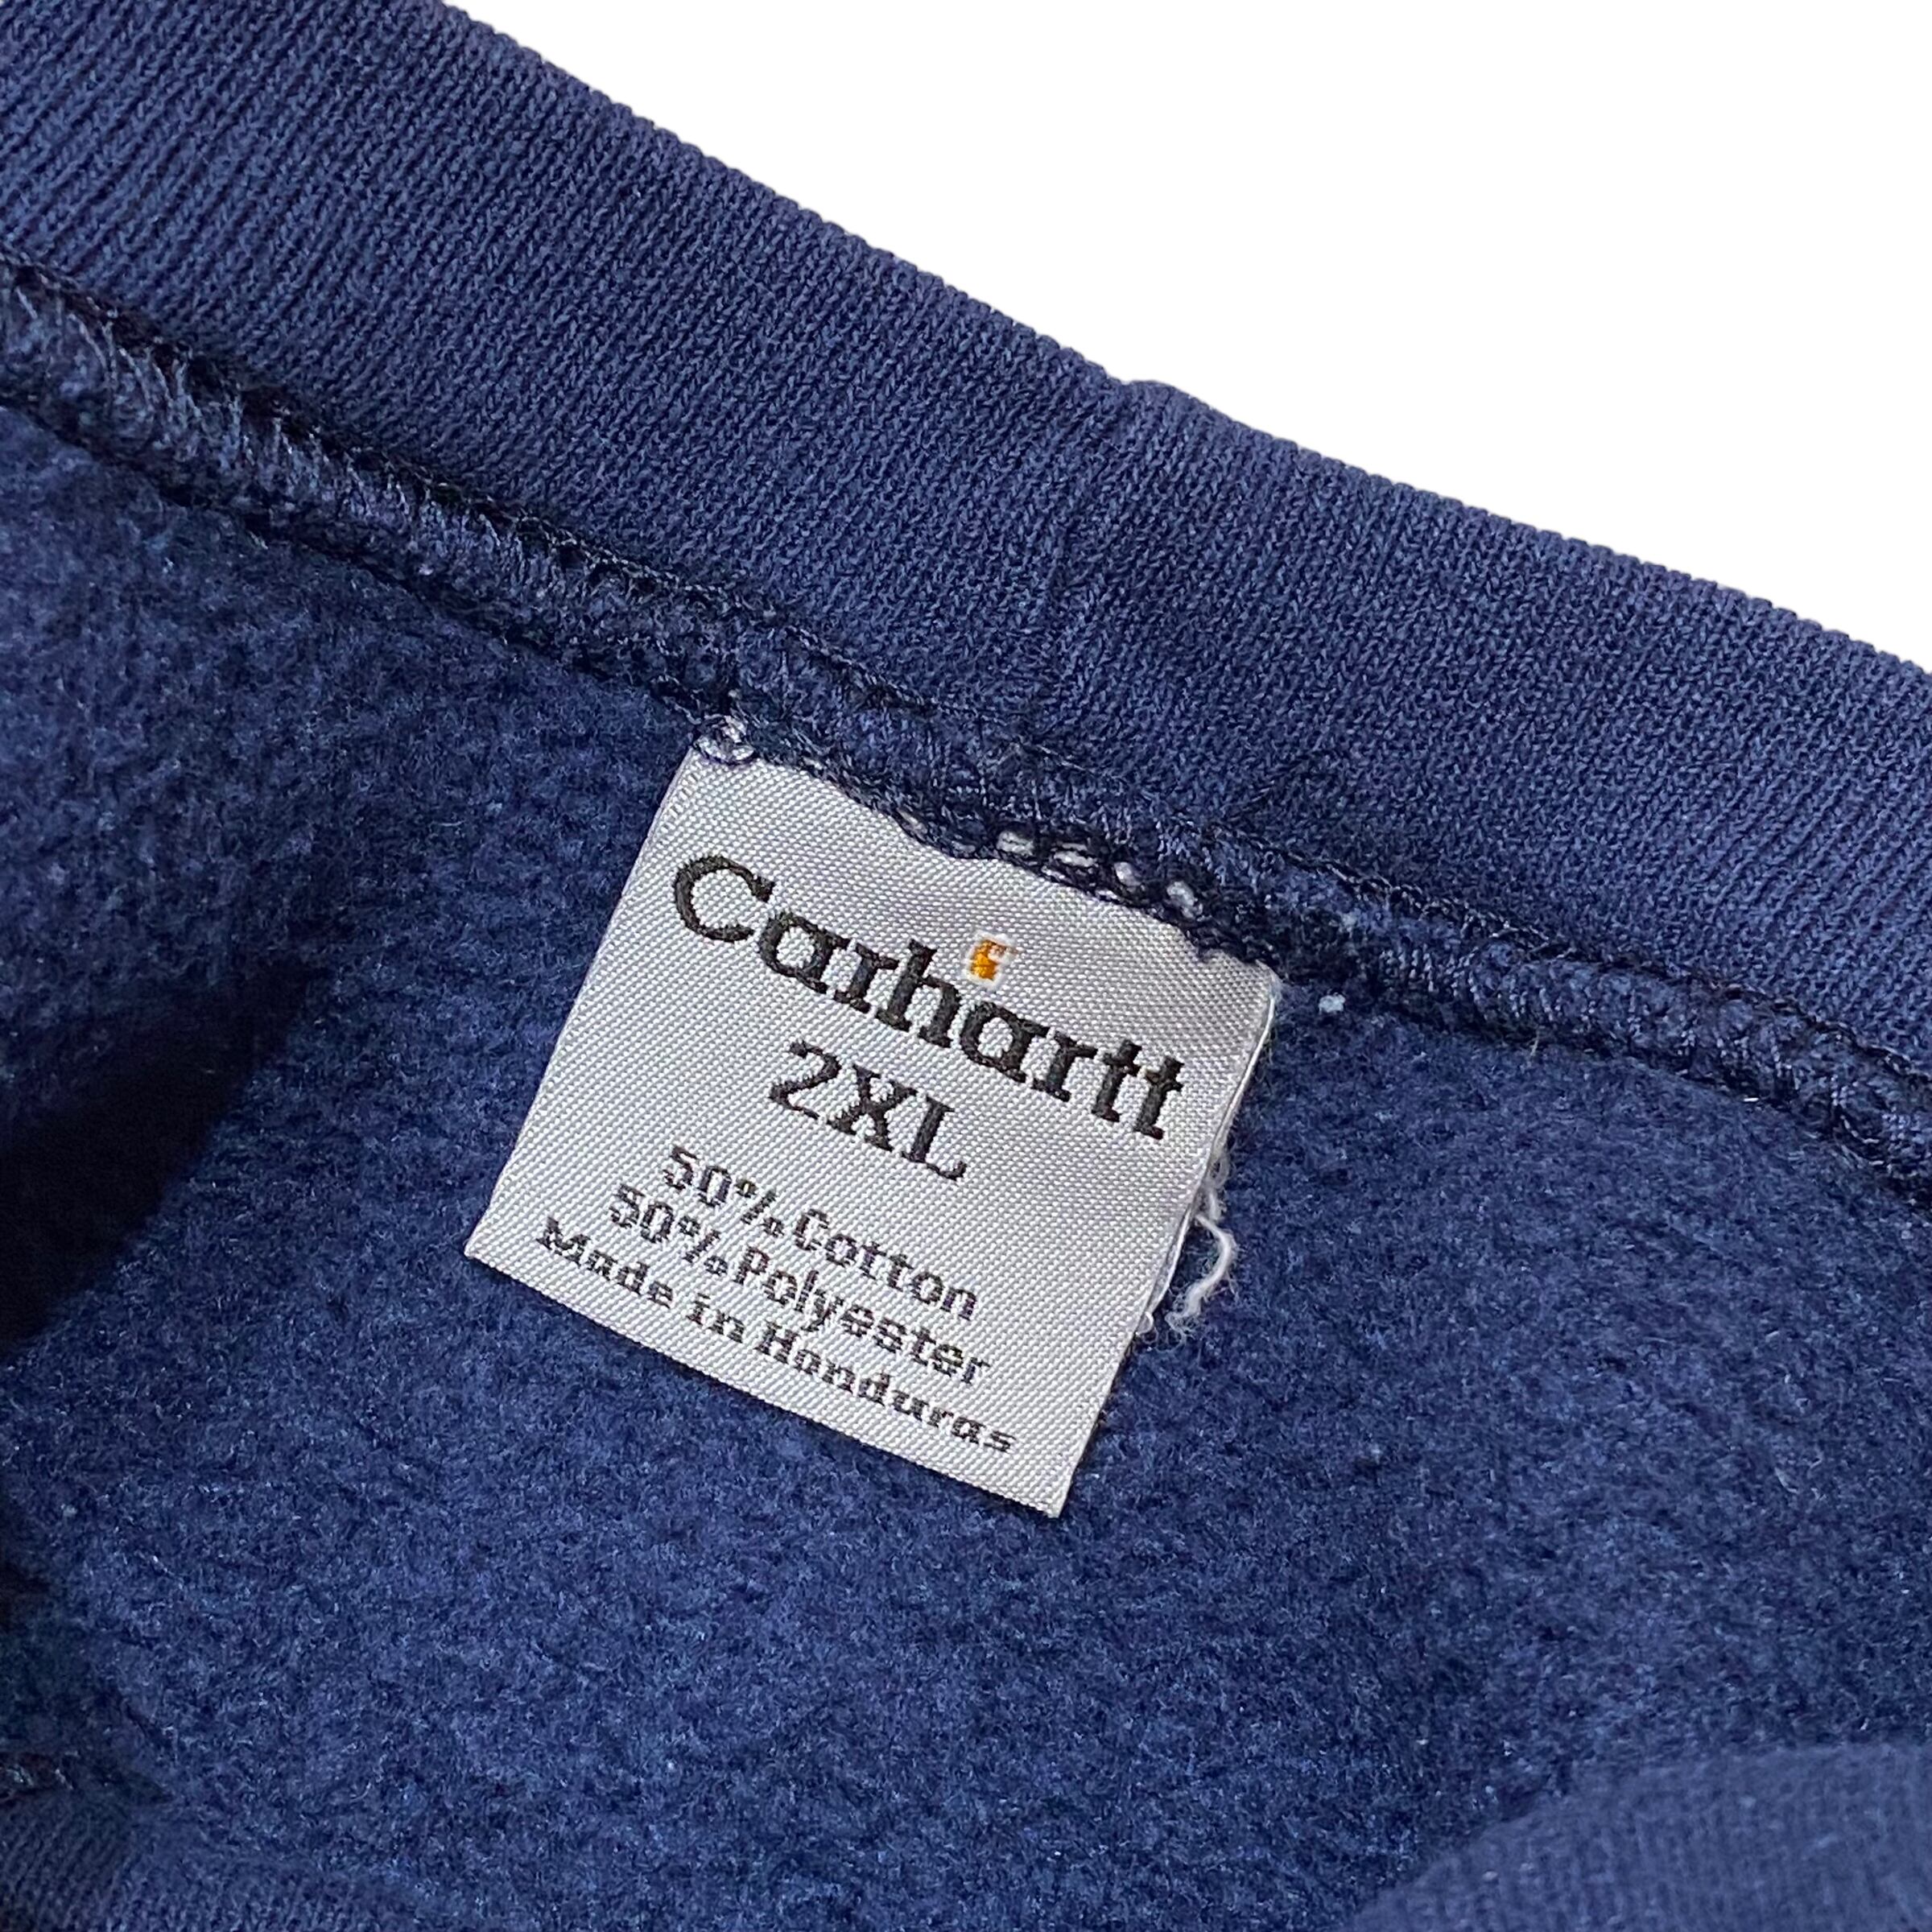 Carhartt
2XL
50% Cotton
50% Polyester
Made in Honduras